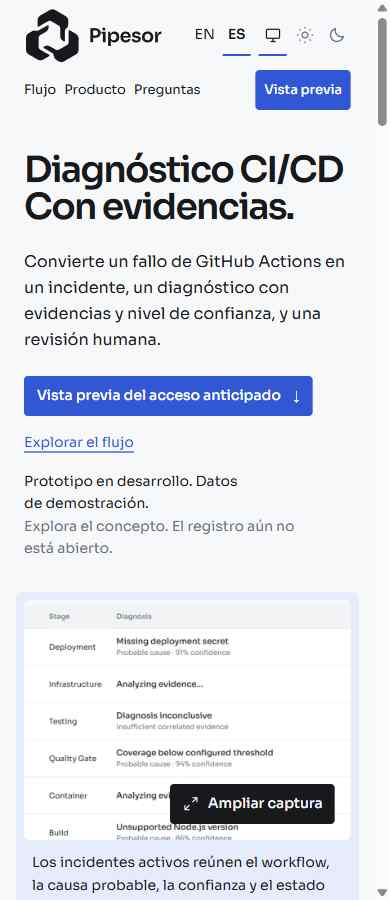 Pipesor
EN ES
Flujo Producto Preguntas
Vista previa
Diagnóstico CI/CD
Con evidencias.
Convierte un fallo de GitHub Actions en
un incidente, un diagnóstico con
evidencias y nivel de confianza, y una
revisión humana.
Vista previa del acceso anticipado ↓
Explorar el flujo
Prototipo en desarrollo. Datos
de demostración.
Explora el concepto. El registro aún no
está abierto.
Stage Diagnosis
Deployment Missing deployment secret
Probable cause · 91% confidence
Infrastructure Analyzing evidence...
Testing Diagnosis inconclusive
Insufficient correlated evidence
Quality Gate Coverage below configured threshold
Probable cause · 94% confidence
Container Analyzing
Ampliar captura
Build Unsupported Node.js version
Probable cause · 86% confidence
Los incidentes activos reúnen el workflow,
la causa probable, la confianza y el estado